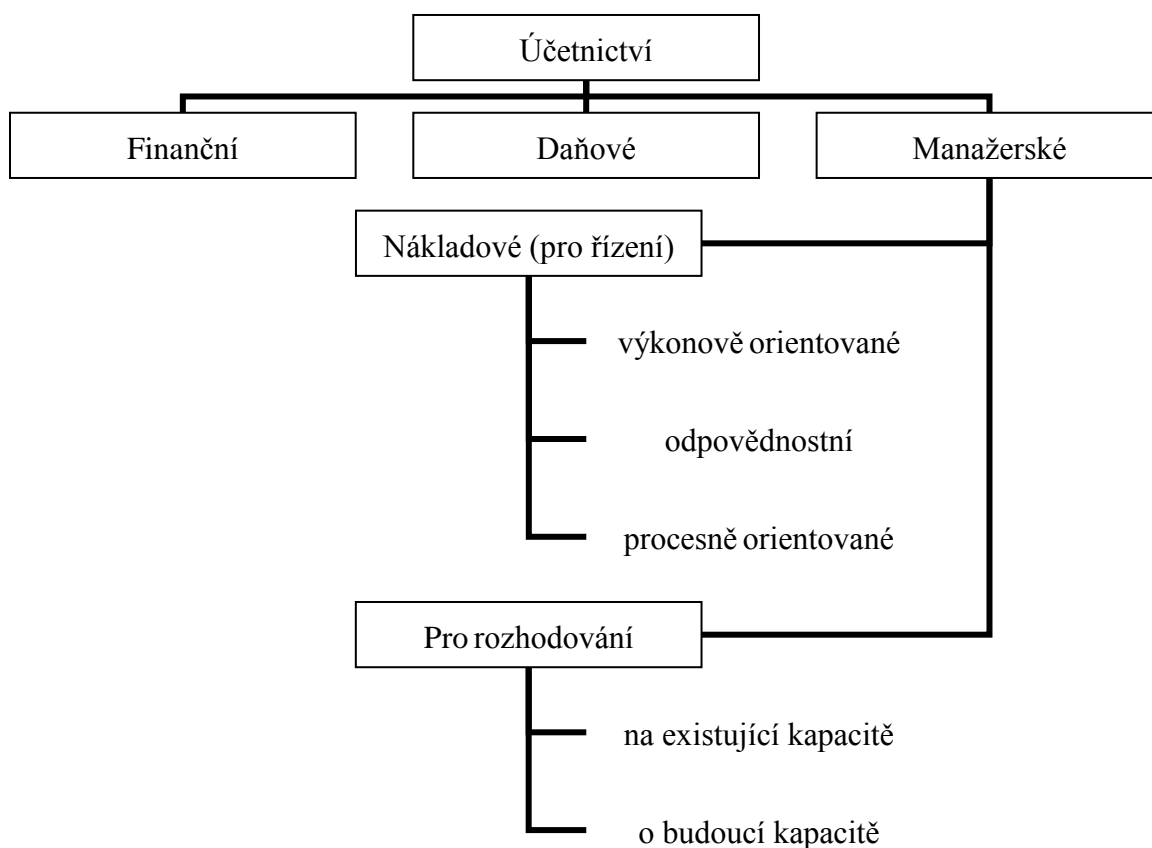 Účetnictví
Finanční
Daňové
Manažerské
Nákladové (pro řízení)
výkonově orientované
odpovědnostní
procesně orientované
Pro rozhodování
na existující kapacitě
o budoucí kapacitě